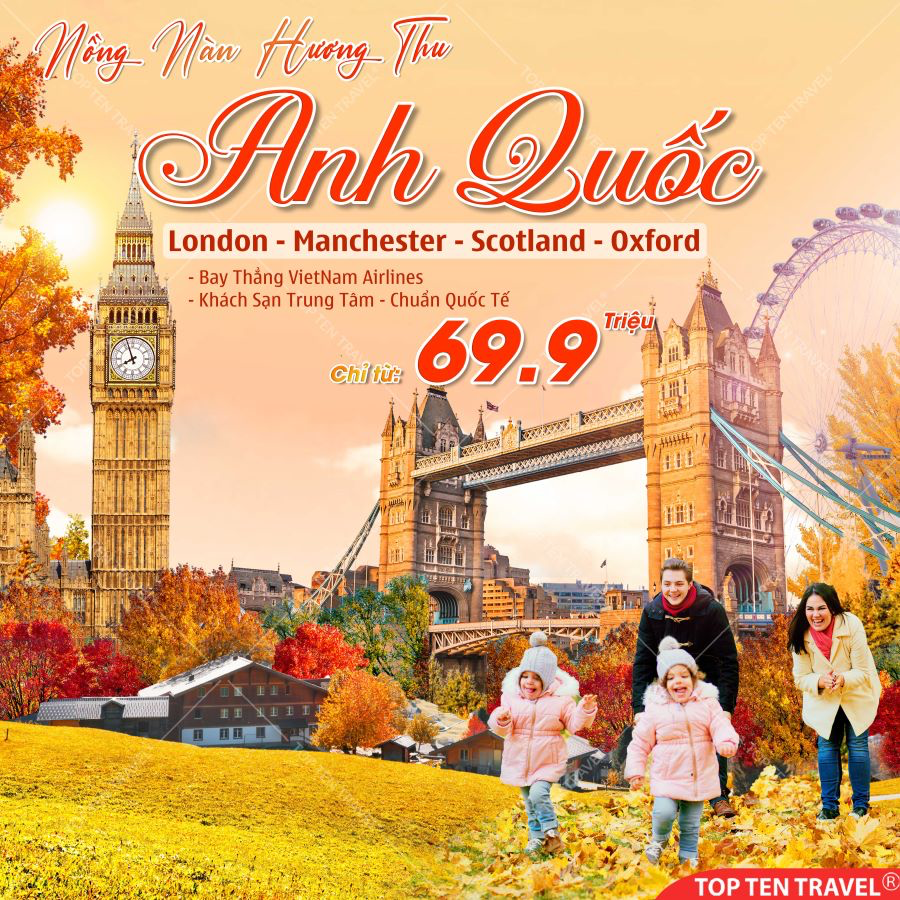 Nồng Nàn Hương Thu
Anh Quốc
London - Manchester - Scotland - Oxford
- Bay Thẳng VietNam Airlines
- Khách Sạn Trung Tâm - Chuẩn Quốc Tế
Chỉ từ: 69.9 Triệu
TOP TEN TRAVEL®